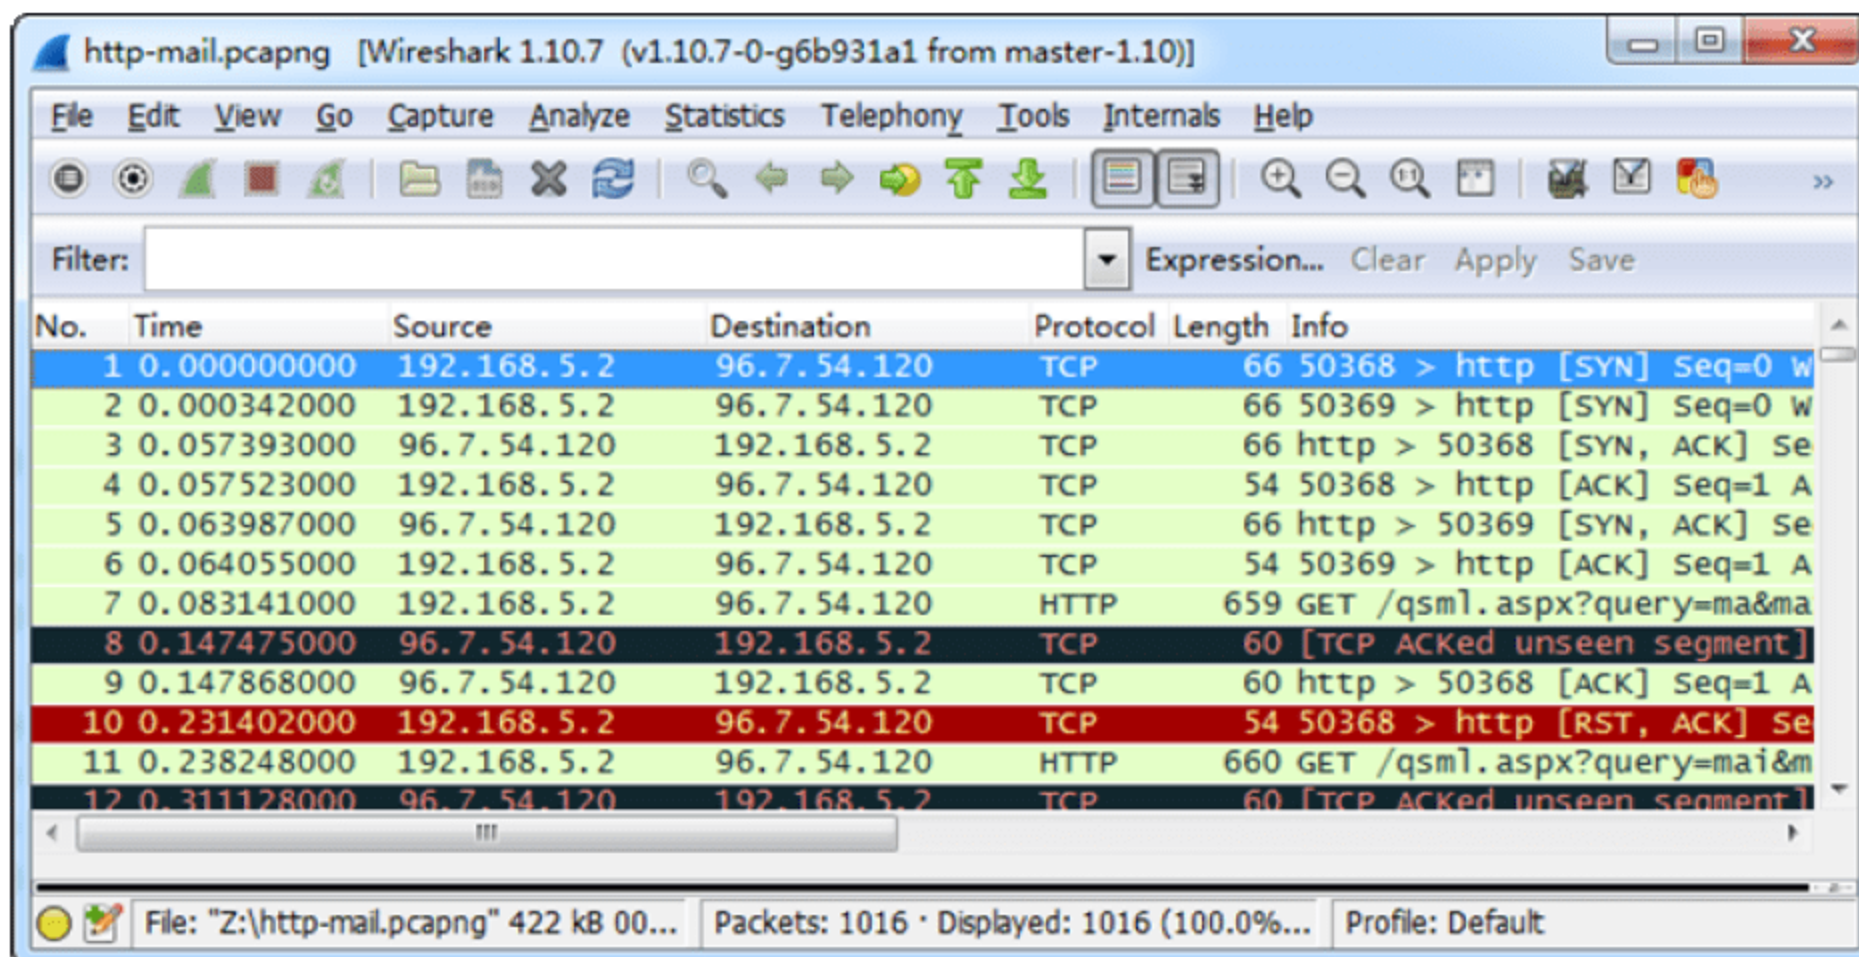 http-mail.pcapng [Wireshark 1.10.7 (v1.10.7-0-g6b931a1 from master-1.10)]
File Edit View Go Capture Analyze Statistics Telephony Tools Internals Help
Filter: Expression... Clear Apply Save
No. Time Source Destination Protocol Length Info
1 0.000000000 192.168.5.2 96.7.54.120 TCP 66 50368 > http [SYN] Seq=0 W
2 0.000342000 192.168.5.2 96.7.54.120 TCP 66 50369 > http [SYN] Seq=0 W
3 0.057393000 96.7.54.120 192.168.5.2 TCP 66 http > 50368 [SYN, ACK] Se
4 0.057523000 192.168.5.2 96.7.54.120 TCP 54 50368 > http [ACK] Seq=1 A
5 0.063987000 96.7.54.120 192.168.5.2 TCP 66 http > 50369 [SYN, ACK] Se
6 0.064055000 192.168.5.2 96.7.54.120 TCP 54 50369 > http [ACK] Seq=1 A
7 0.083141000 192.168.5.2 96.7.54.120 HTTP 659 GET /qsml.aspx?query=ma&ma
8 0.147475000 96.7.54.120 192.168.5.2 TCP 60 [TCP ACKed unseen segment]
9 0.147868000 96.7.54.120 192.168.5.2 TCP 60 http > 50368 [ACK] Seq=1 A
10 0.231402000 192.168.5.2 96.7.54.120 TCP 54 50368 > http [RST, ACK] Se
11 0.238248000 192.168.5.2 96.7.54.120 HTTP 660 GET /qsml.aspx?query=mai&m
12 0.311128000 96.7.54.120 192.168.5.2 TCP 60 [TCP ACKed unseen segment]
File: "Z:\http-mail.pcapng" 422 kB 00... Packets: 1016 · Displayed: 1016 (100.0%... Profile: Default